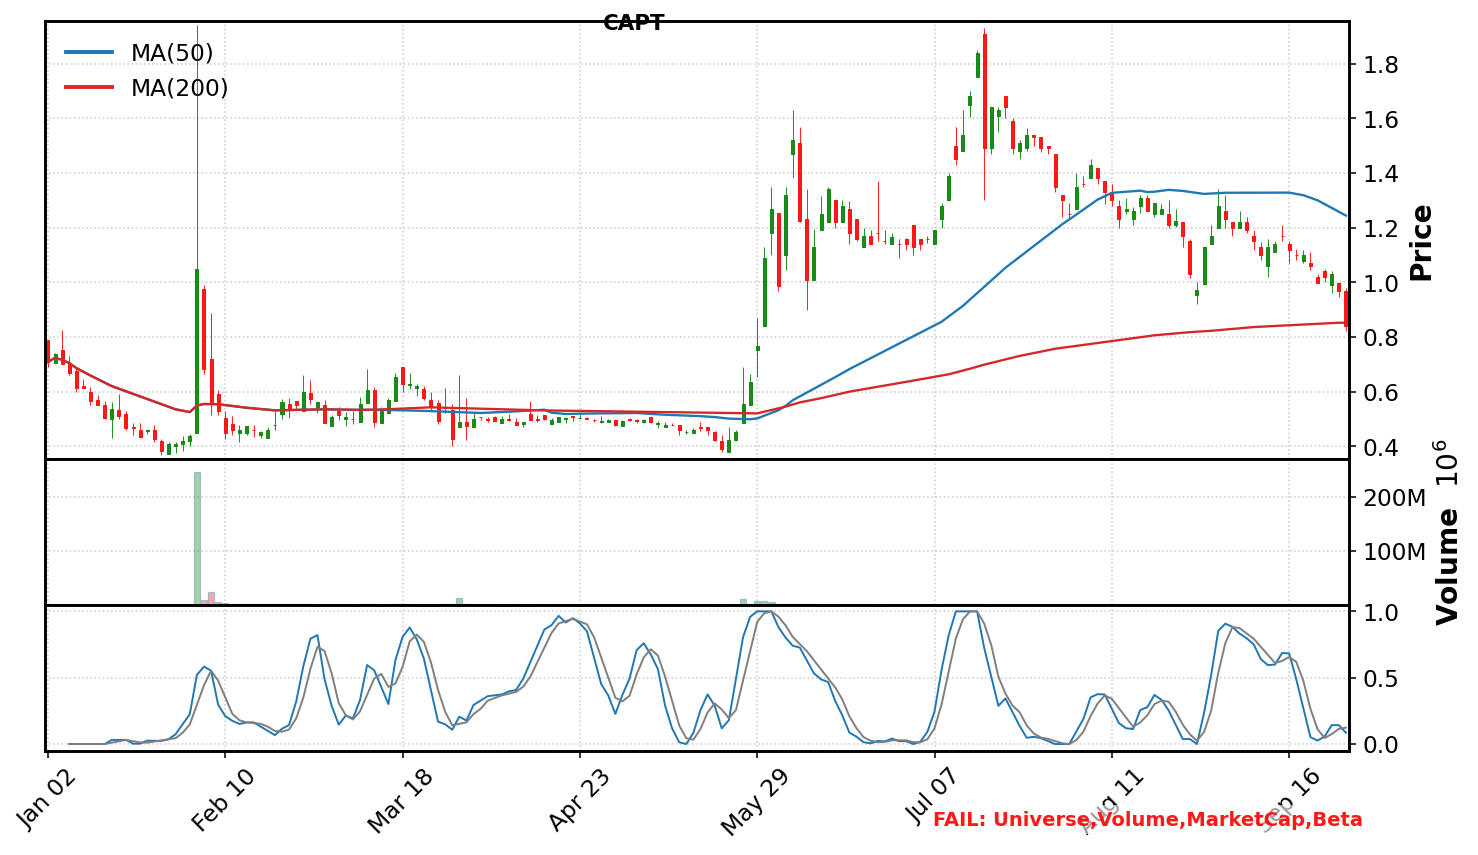 CAPT
MA(50)
MA(200)
1.8
1.6
1.4
1.2
1.0
0.8
0.6
0.4
Price
200M
100M
Volume 10^6
1.0
0.5
0.0
Jan 02
Feb 10
Mar 18
Apr 23
May 29
Jul 07
Aug 11
Sep 16
FAIL: Universe,Volume,MarketCap,Beta